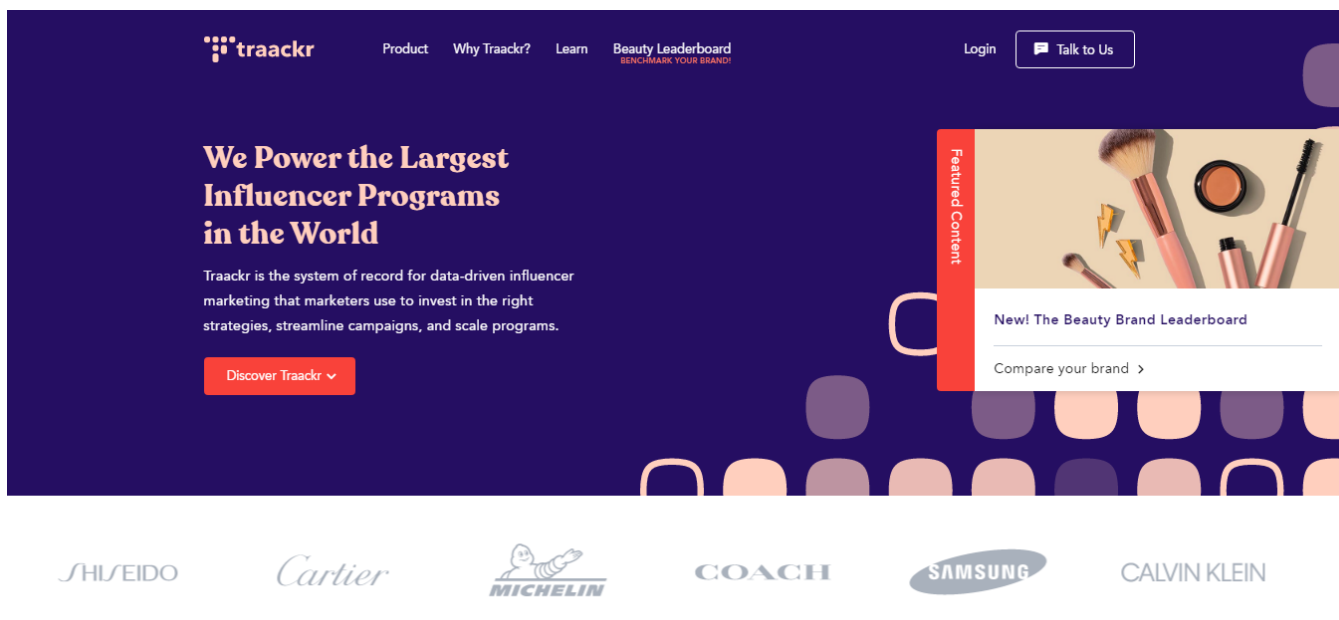 traackr
Product
Why Traackr?
Learn
Beauty Leaderboard
BENCHMARK YOUR BRAND!
Login
Talk to Us
We Power the Largest
Influencer Programs
in the World
Traackr is the system of record for data-driven influencer
marketing that marketers use to invest in the right
strategies, streamline campaigns, and scale programs.
Discover Traackr
Featured Content
New! The Beauty Brand Leaderboard
Compare your brand
SHISEIDO
Cartier
MICHELIN
COACH
SAMSUNG
CALVIN KLEIN